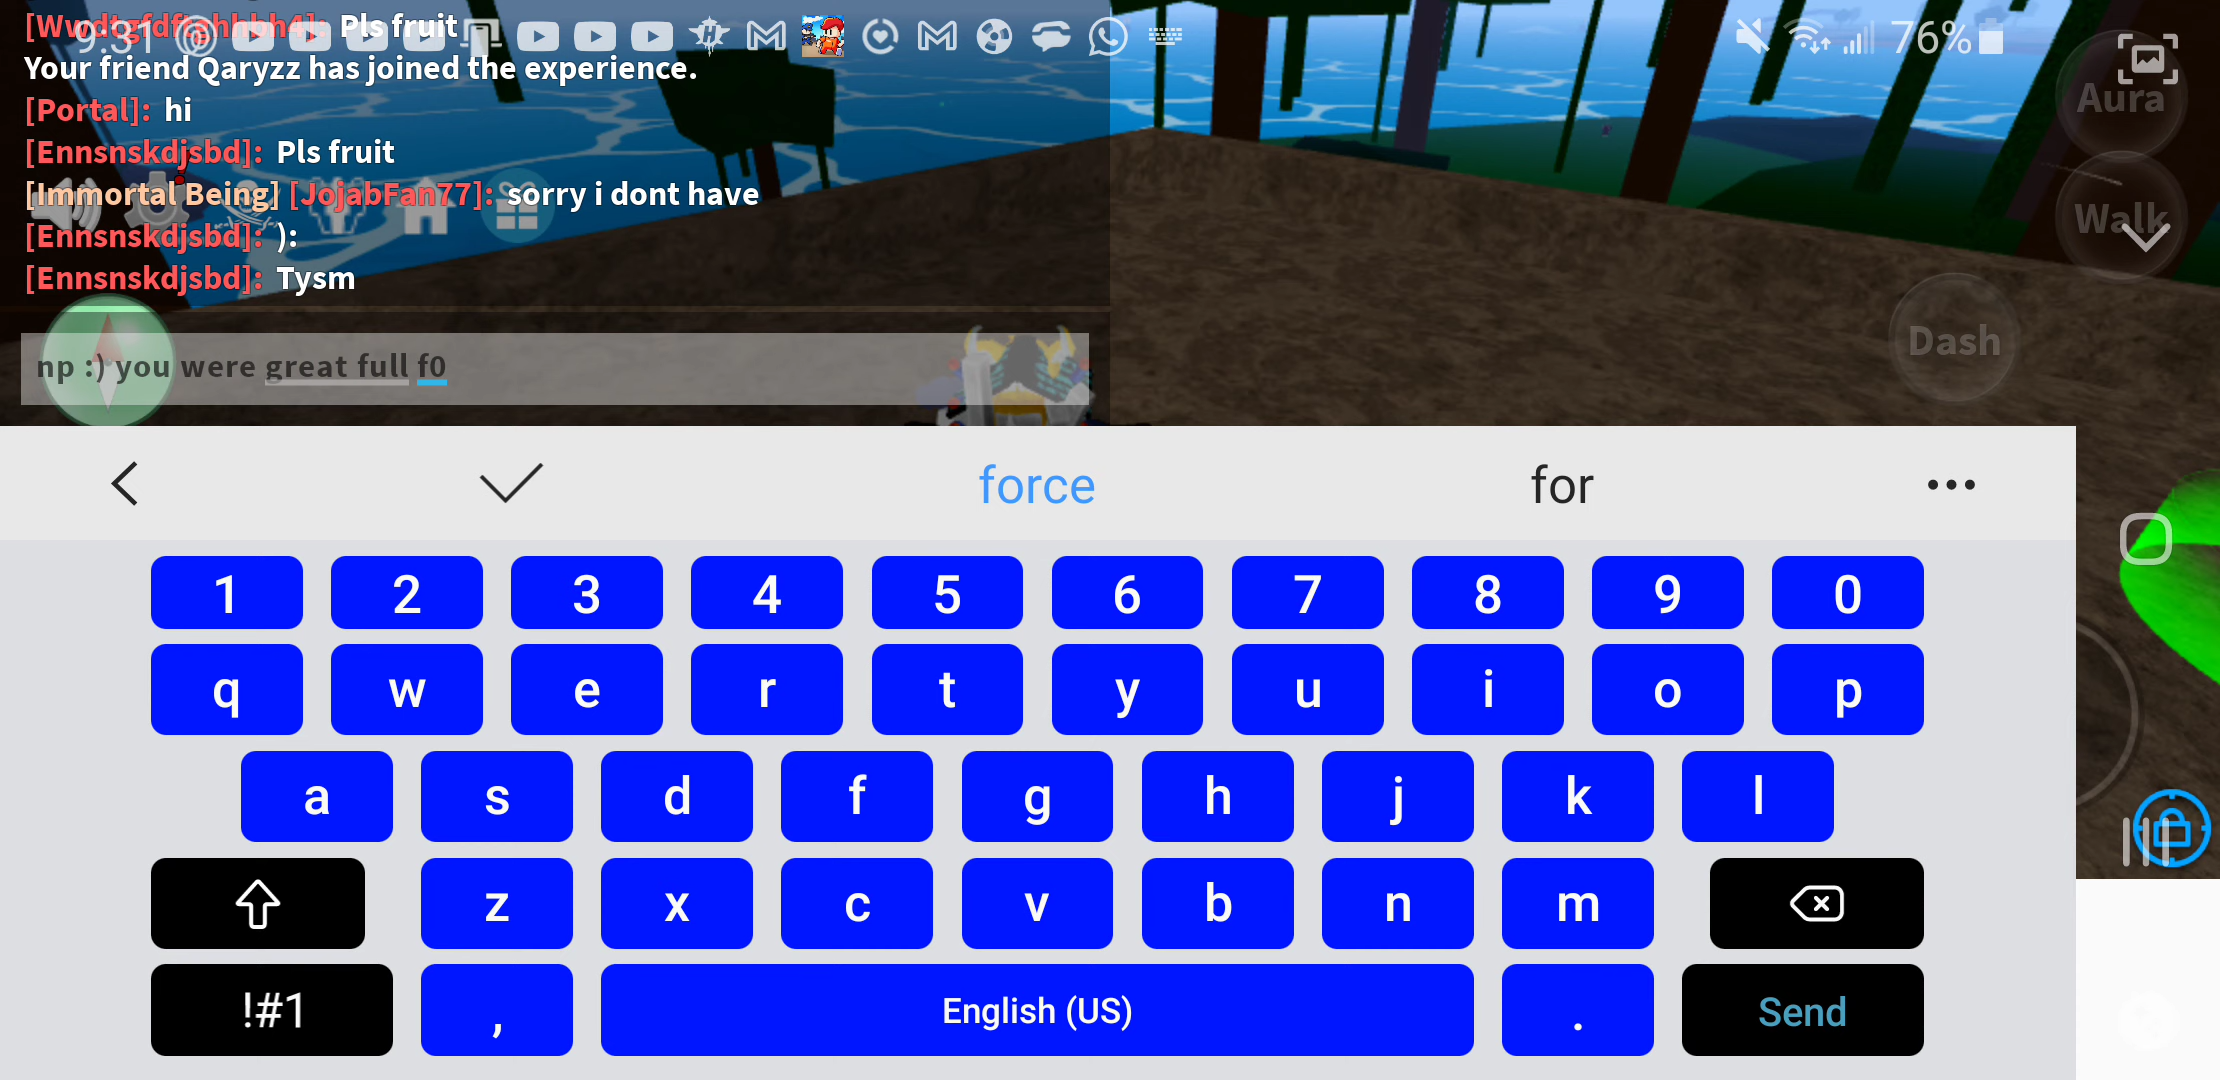 Pls fruit
9:31
76%
Your friend Qaryzz has joined the experience.
[Portal]: hi
[Ennsnskdjsbd]: Pls fruit
[Immortal Being] [JojabFan77]: sorry i dont have
[Ennsnskdjsbd]: ):
[Ennsnskdjsbd]: Tysm
Aura
Walk
Dash
np :) you were great full f0
force for
1 2 3 4 5 6 7 8 9 0
q w e r t y u i o p
a s d f g h j k l
z x c v b n m
!#1 , English (US) . Send